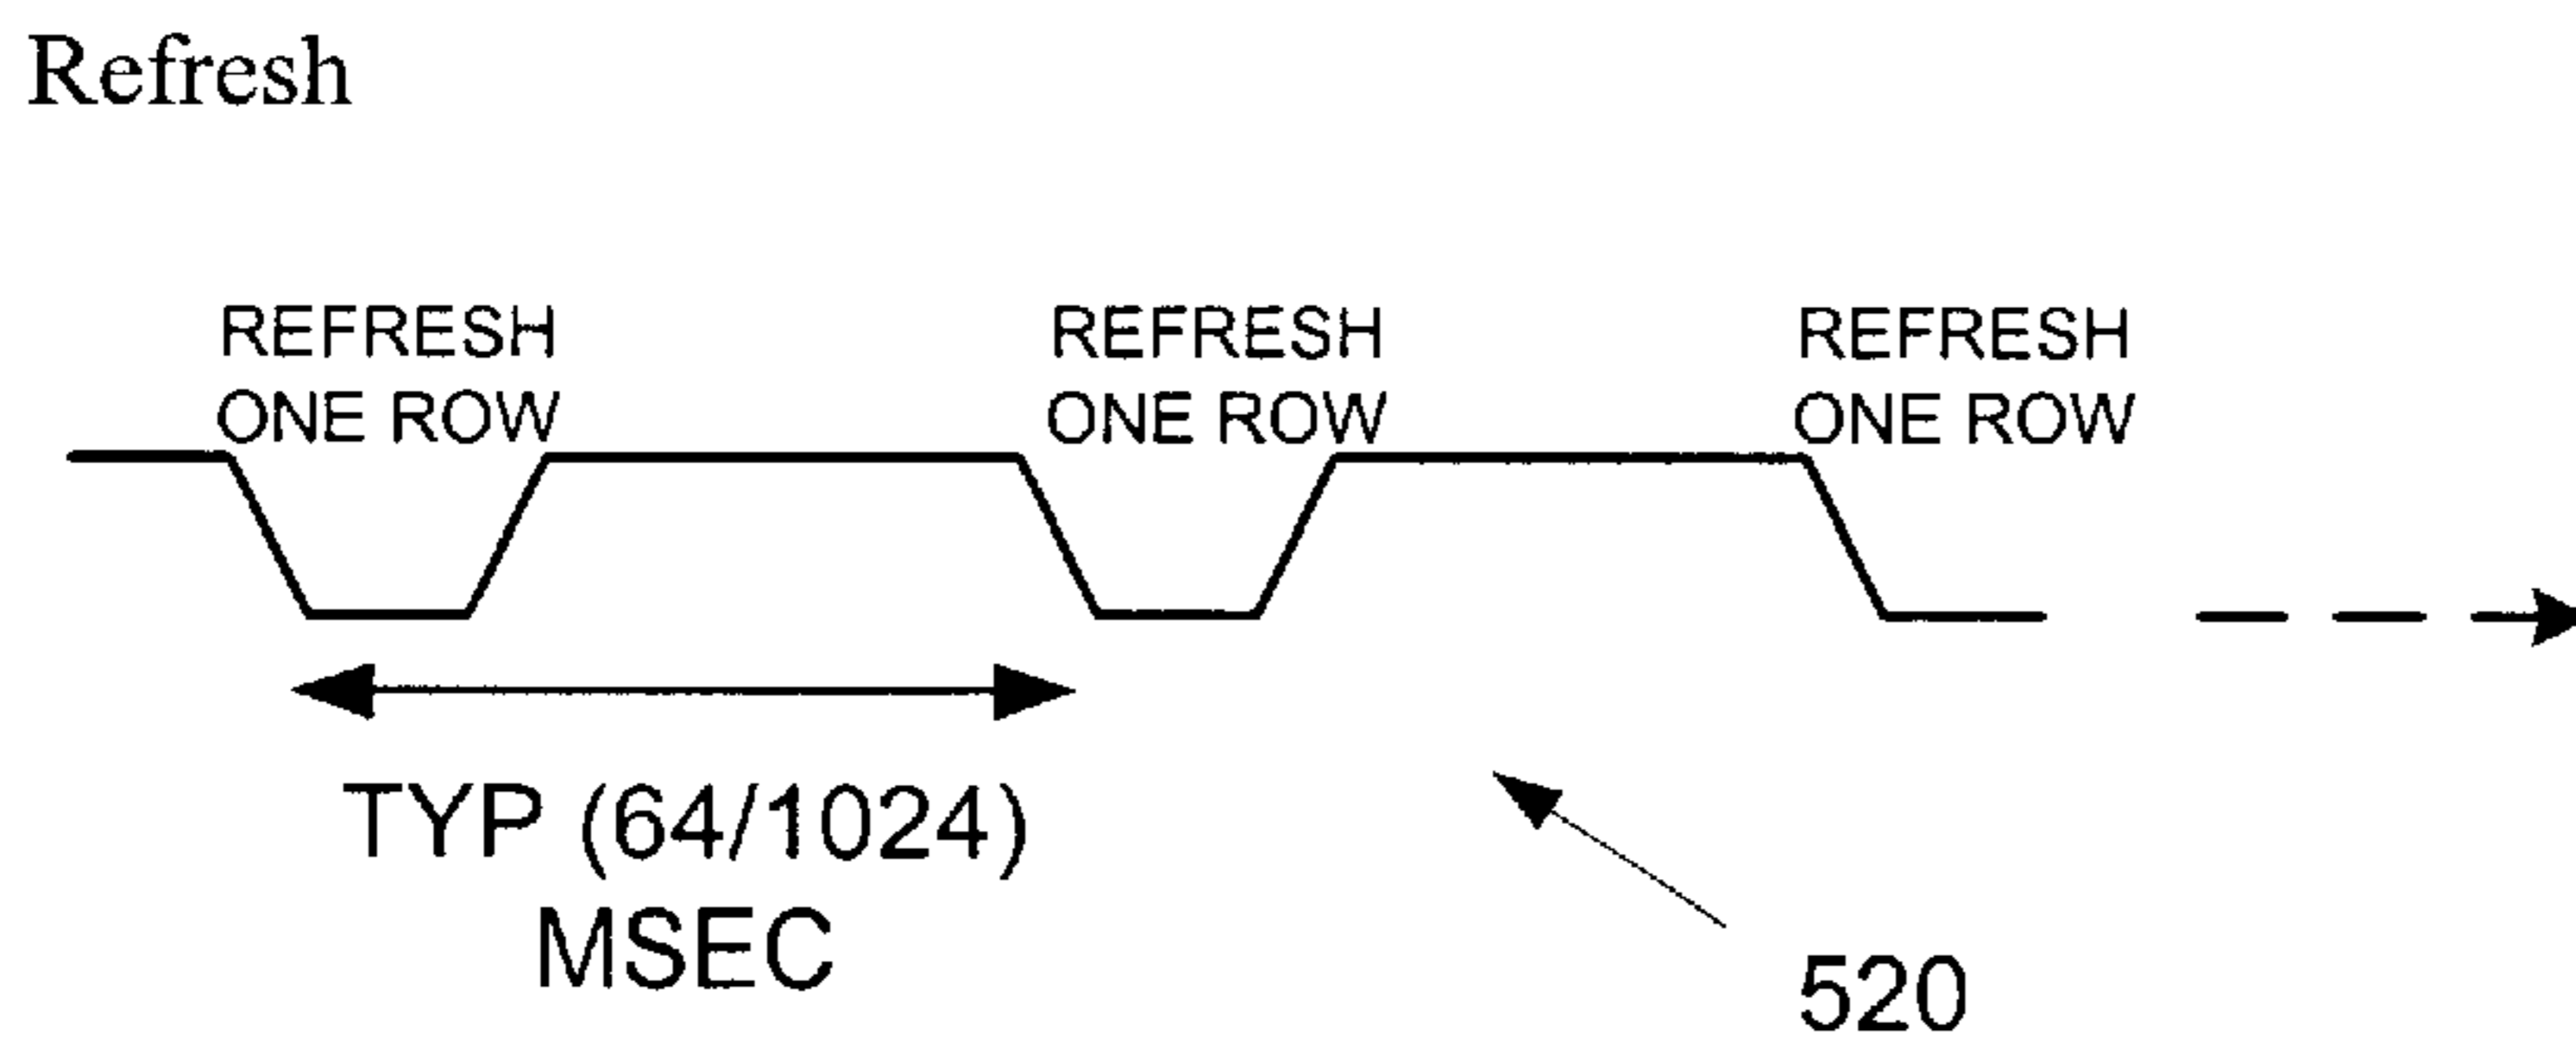 Refresh
REFRESH
ONE ROW
REFRESH
ONE ROW
REFRESH
ONE ROW
TYP (64/1024)
MSEC
520